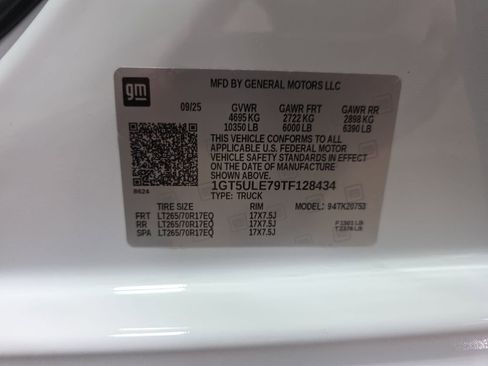 gm
MFD BY GENERAL MOTORS LLC
09/25 GVWR GAWR FRT GAWR RR
4695 KG 2722 KG 2898 KG
10350 LB 6000 LB 6390 LB
THIS VEHICLE CONFORMS TO ALL
APPLICABLE U.S. FEDERAL MOTOR
VEHICLE SAFETY STANDARDS IN EFFECT
ON THE DATE OF MANUFACTURE
SHOWN ABOVE.
1GT5ULE79TF128434
8624 TYPE: TRUCK
TIRE SIZE RIM MODEL: 94TK20753
FRT LT265/70R17EQ 17X7.5J
RR LT265/70R17EQ 17X7.5J
SPA LT265/70R17EQ 17X7.5J